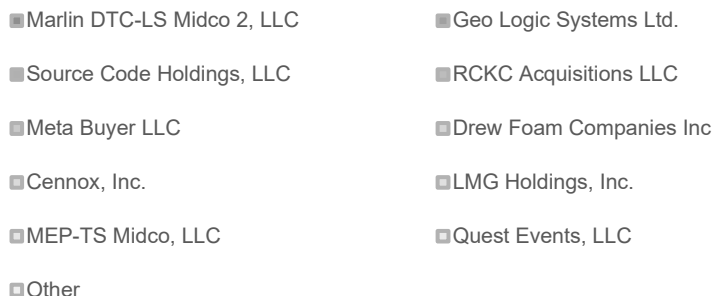 Marlin DTC-LS Midco 2, LLC
Geo Logic Systems Ltd.
Source Code Holdings, LLC
RCKC Acquisitions LLC
Meta Buyer LLC
Drew Foam Companies Inc
Cennox, Inc.
LMG Holdings, Inc.
MEP-TS Midco, LLC
Quest Events, LLC
Other